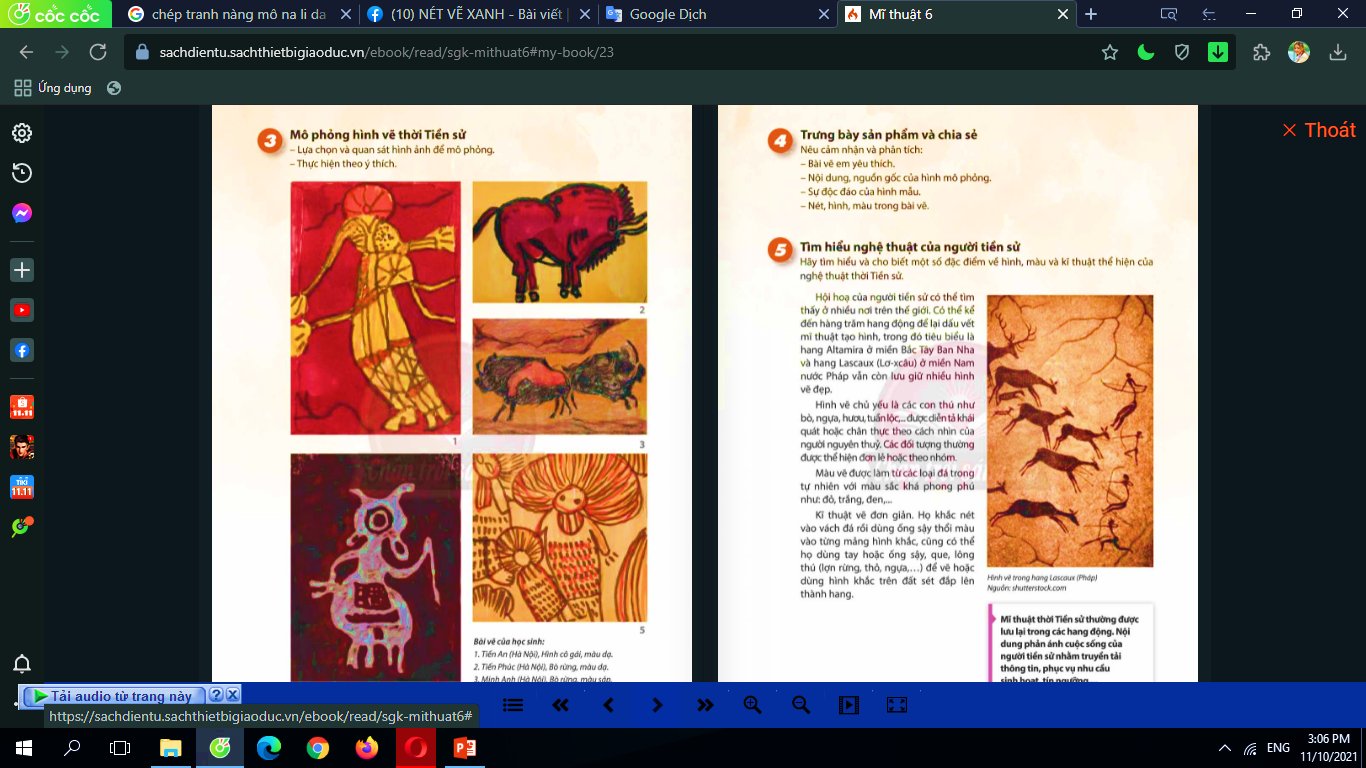 cốc cốc
chép tranh nàng mô na li da
(10) NÉT VẼ XANH - Bài viết
Google Dịch
Mĩ thuật 6
sachdientu.sachthietbigiaoduc.vn/ebook/read/sgk-mithuat6#my-book/23
Ứng dụng
Thoát
3 Mô phỏng hình vẽ thời Tiền sử
– Lựa chọn và quan sát hình ảnh để mô phỏng.
– Thực hiện theo ý thích.
1
2
3
5
Bài vẽ của học sinh:
1. Tiến An (Hà Nội), Hình cô gái, màu dạ.
2. Tiến Phúc (Hà Nội), Bò rừng, màu dạ.
3. Minh Anh (Hà Nội), Bò rừng, màu sáp.
4 Trưng bày sản phẩm và chia sẻ
Nêu cảm nhận và phân tích:
– Bài vẽ em yêu thích.
– Nội dung, nguồn gốc của hình mô phỏng.
– Sự độc đáo của hình mẫu.
– Nét, hình, màu trong bài vẽ.
5 Tìm hiểu nghệ thuật của người tiền sử
Hãy tìm hiểu và cho biết một số đặc điểm về hình, màu và kĩ thuật thể hiện của
nghệ thuật thời Tiền sử.
Hội hoạ của người tiền sử có thể tìm
thấy ở nhiều nơi trên thế giới. Có thể kể
đến hàng trăm hang động để lại dấu vết
mĩ thuật tạo hình, trong đó tiêu biểu là
hang Altamira ở miền Bắc Tây Ban Nha
và hang Lascaux (Lơ-xcâu) ở miền Nam
nước Pháp vẫn còn lưu giữ nhiều hình
vẽ đẹp.
Hình vẽ chủ yếu là các con thú như
bò, ngựa, hươu, tuần lộc,... được diễn tả khái
quát hoặc chân thực theo cách nhìn của
người nguyên thuỷ. Các đối tượng thường
được thể hiện đơn lẻ hoặc theo nhóm.
Màu vẽ được làm từ các loại đá trong
tự nhiên với màu sắc khá phong phú
như: đỏ, trắng, đen,...
Kĩ thuật vẽ đơn giản. Họ khắc nét
vào vách đá rồi dùng ống sậy thổi màu
vào từng mảng hình khắc, cũng có thể
họ dùng tay hoặc ống sậy, que, lông
thú (lợn rừng, thỏ, ngựa,...) để vẽ hoặc
dùng hình khắc trên đất sét đắp lên
thành hang.
Hình vẽ trong hang Lascaux (Pháp)
Nguồn: shutterstock.com
Mĩ thuật thời Tiền sử thường được
lưu lại trong các hang động. Nội
dung phản ánh cuộc sống của
người tiền sử nhằm truyền tải
thông tin, phục vụ nhu cầu
sinh hoạt, tín ngưỡng,...
11.11
TIKI
11.11
Tải audio từ trang này
https://sachdientu.sachthietbigiaoduc.vn/ebook/read/sgk-mithuat6#
ENG
3:06 PM
11/10/2021